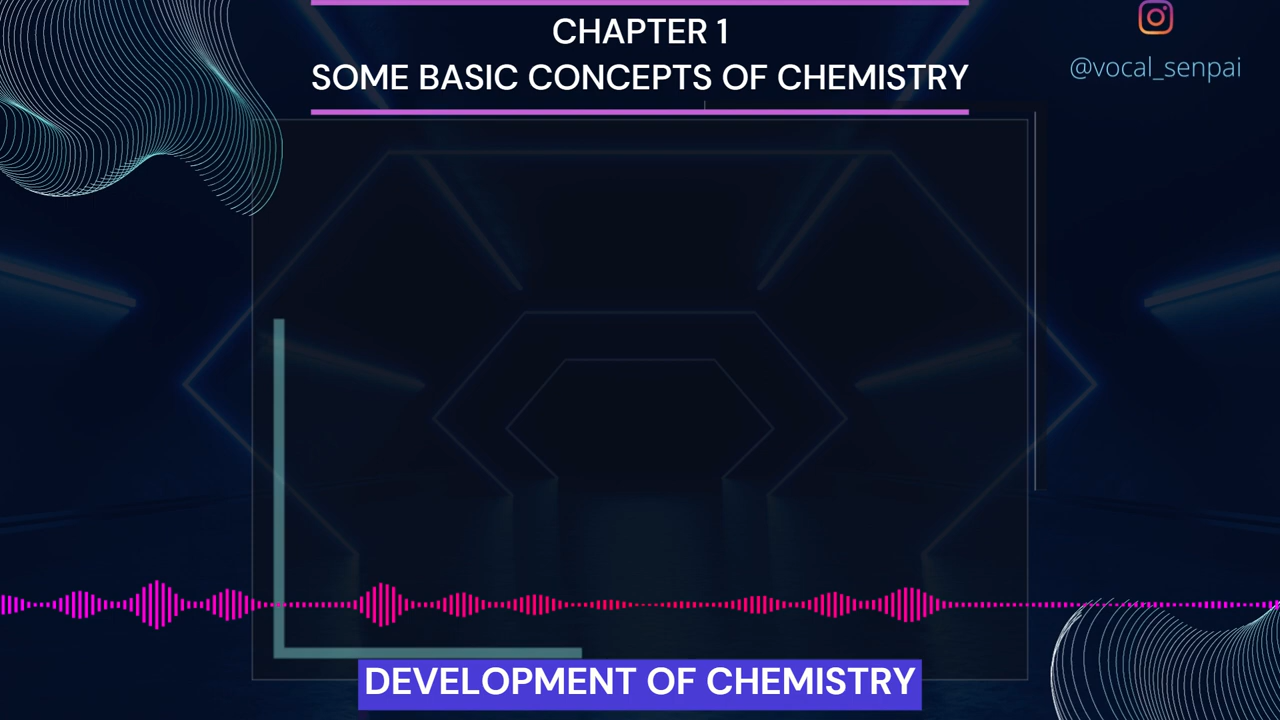 CHAPTER 1
SOME BASIC CONCEPTS OF CHEMISTRY
@vocal_senpai
DEVELOPMENT OF CHEMISTRY